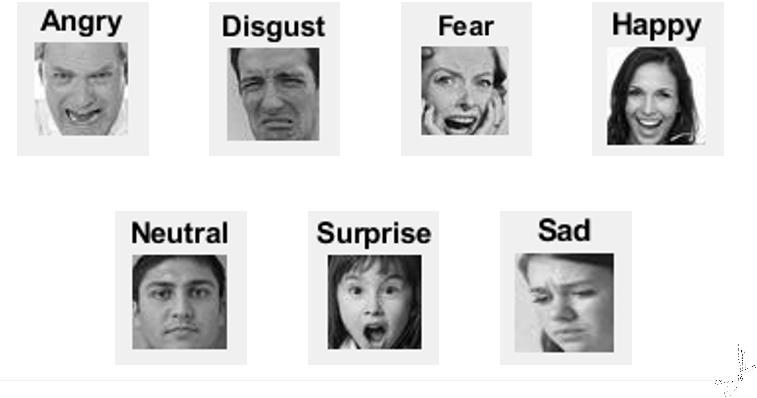 Angry
Disgust
Fear
Happy
Neutral
Surprise
Sad